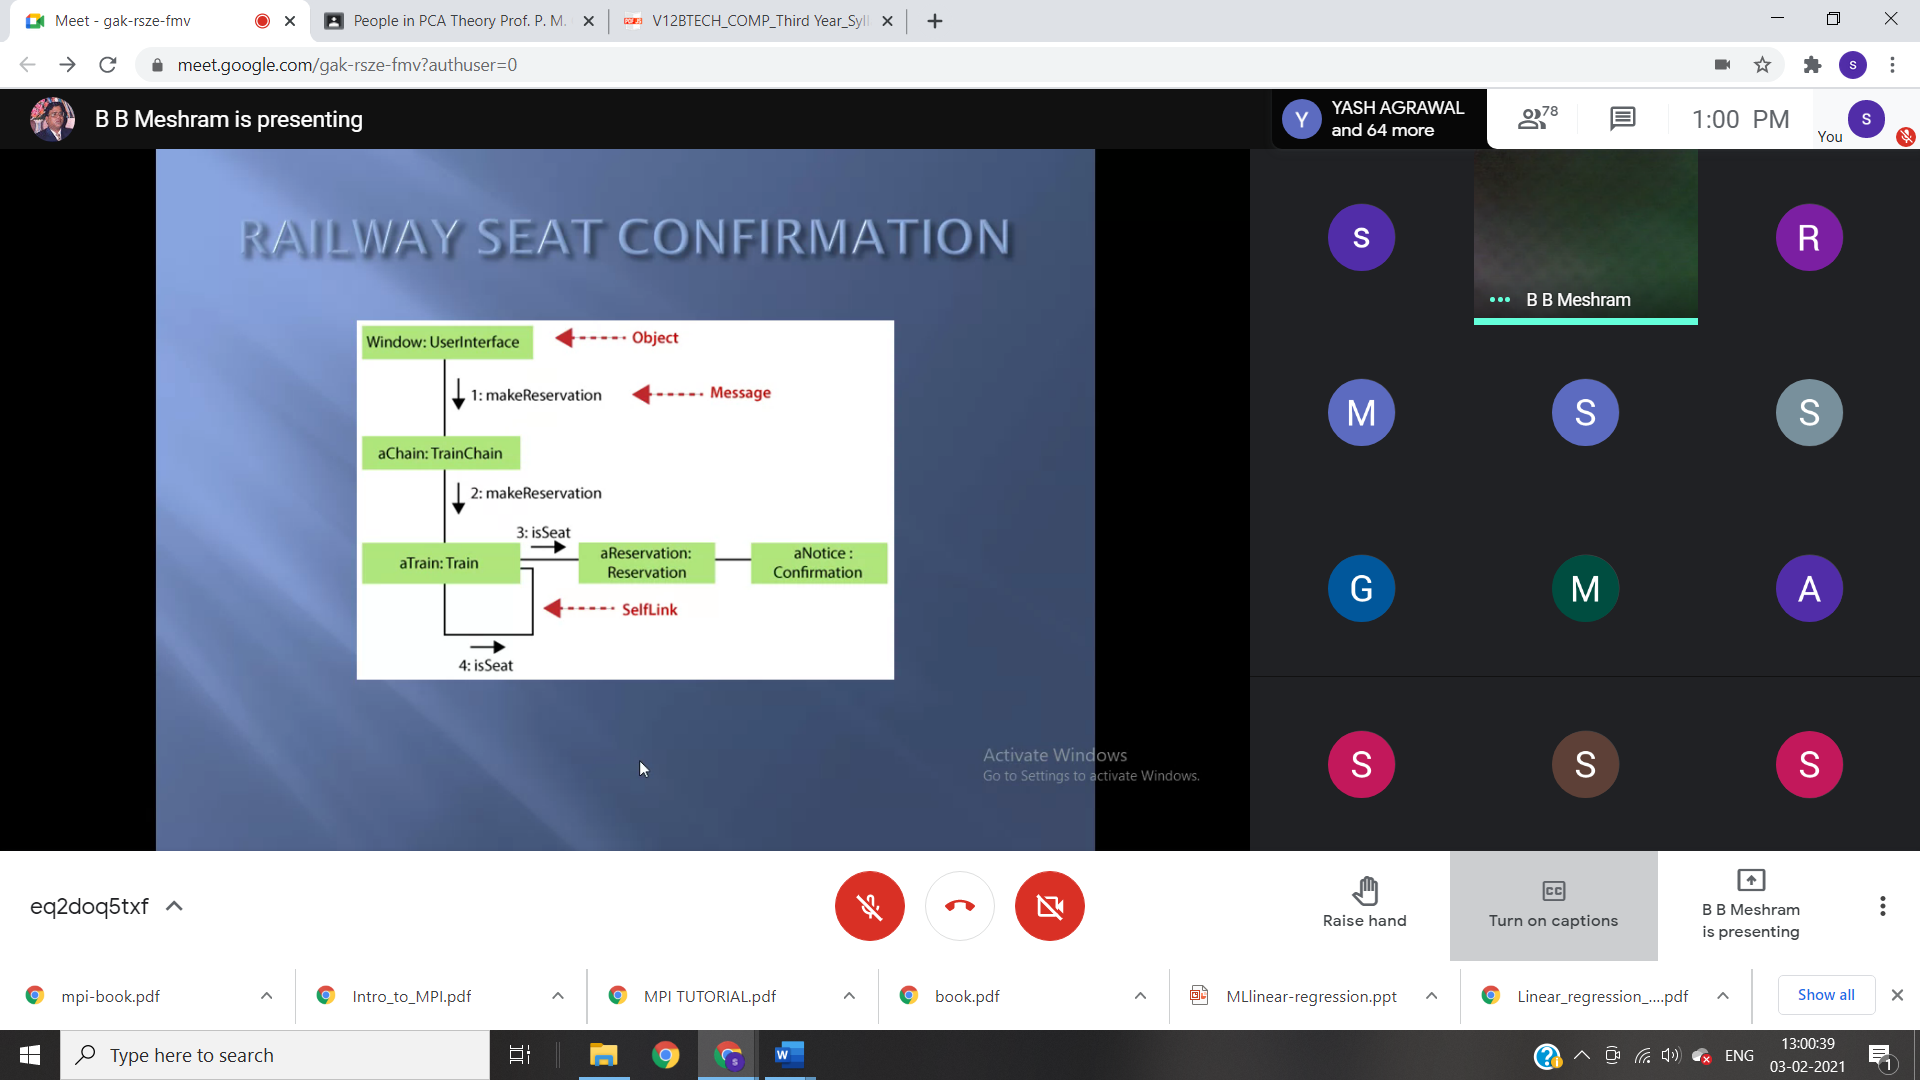 Meet - gak-rsze-fmv
People in PCA Theory Prof. P. M.
V12BTECH_COMP_Third Year_Syll
meet.google.com/gak-rsze-fmv?authuser=0
S
B B Meshram is presenting
Y
YASH AGRAWAL
and 64 more
78
1:00 PM
You
S
RAILWAY SEAT CONFIRMATION
Window: UserInterface
Object
1: makeReservation
Message
aChain: TrainChain
2: makeReservation
3: isSeat
aTrain: Train
aReservation:
Reservation
aNotice :
Confirmation
SelfLink
4: isSeat
S
B B Meshram
R
M
S
S
G
M
A
S
S
S
Activate Windows
Go to Settings to activate Windows.
eq2doq5txf
Raise hand
CC
Turn on captions
B B Meshram
is presenting
mpi-book.pdf
Intro_to_MPI.pdf
MPI TUTORIAL.pdf
book.pdf
MLlinear-regression.ppt
Linear_regression_....pdf
Show all
Type here to search
ENG
13:00:39
03-02-2021
1